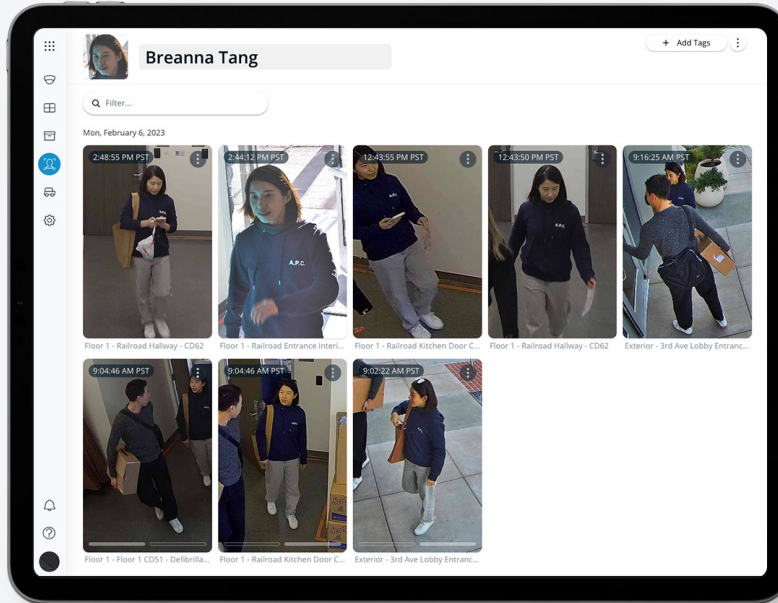 Breanna Tang
+ Add Tags
Filter...
Mon, February 6, 2023
2:48:55 PM PST
2:44:12 PM PST
12:43:55 PM PST
12:43:50 PM PST
9:16:25 AM PST
A.P.C.
A.P.C.
A.P.C.
Floor 1 - Railroad Hallway - CD62
Floor 1 - Railroad Entrance Interi...
Floor 1 - Railroad Kitchen Door C...
Floor 1 - Railroad Hallway - CD62
Exterior - 3rd Ave Lobby Entranc...
9:04:46 AM PST
9:04:46 AM PST
9:02:22 AM PST
A.P.C.
Floor 1 - Floor 1 CD51 - Defibrilla...
Floor 1 - Railroad Kitchen Door C...
Exterior - 3rd Ave Lobby Entranc...